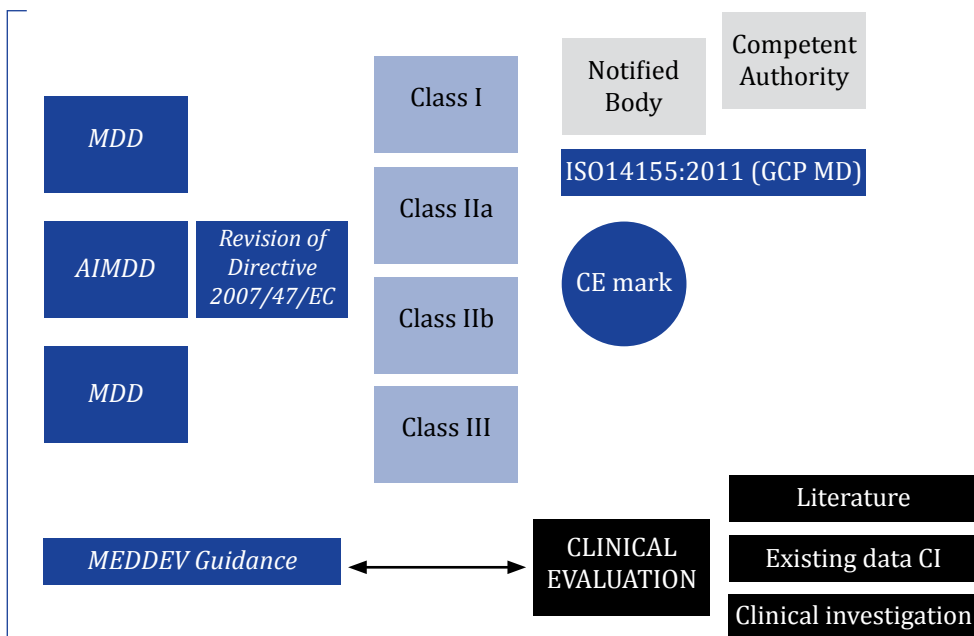 MDD
AIMDD
MDD
Revision of
Directive
2007/47/EC
Class I
Class IIa
Class IIb
Class III
Notified
Body
Competent
Authority
ISO14155:2011 (GCP MD)
CE mark
MEDDEV Guidance
CLINICAL
EVALUATION
Literature
Existing data CI
Clinical investigation